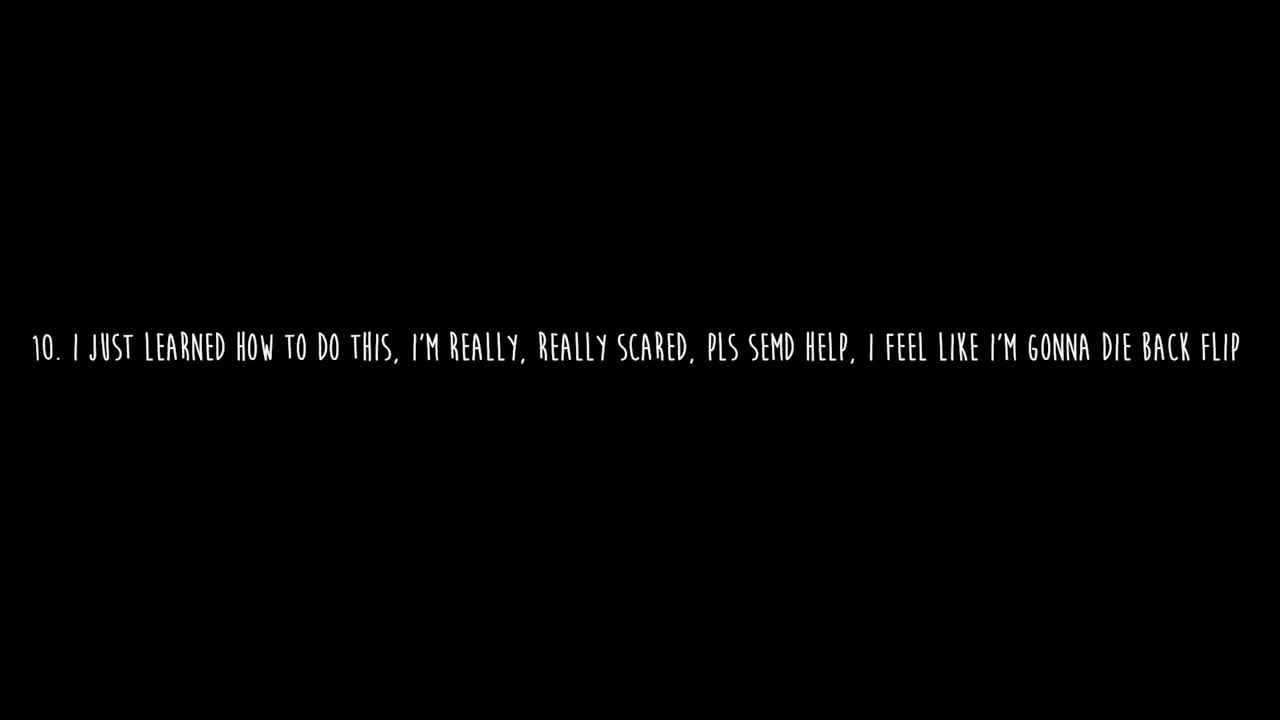 10. I JUST LEARNED HOW TO DO THIS, I'M REALLY, REALLY SCARED, PLS SEMD HELP, I FEEL LIKE I'M GONNA DIE BACK FLIP